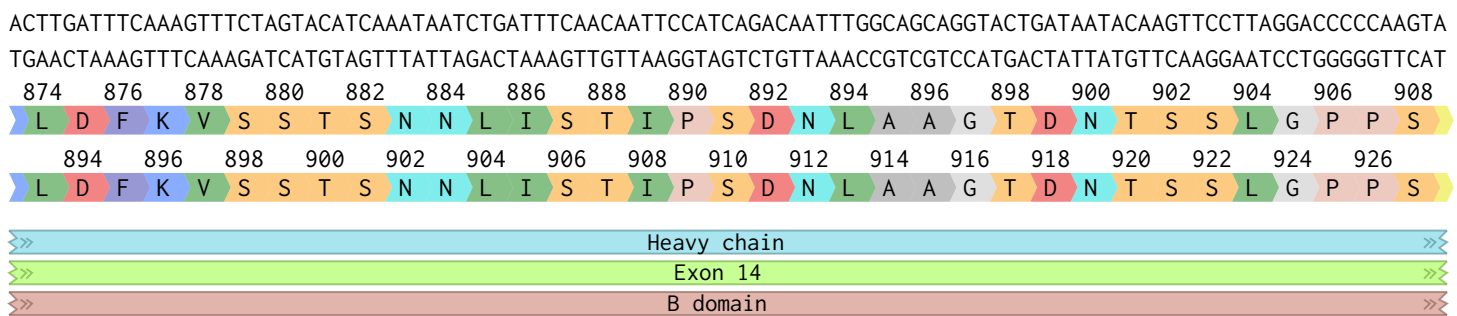 ACTTGATTTCAAAGTTTCTAGTACATCAAATAATCTGATTTCAACAATTCCATCAGACAATTTGGCAGCAGGTACTGATAATACAAGTTCCTTAGGACCCCCAAGTA
TGAACTAAAGTTTCAAAGATCATGTAGTTTATTAGACTAAAGTTGTTAAGGTAGTCTGTTAAACCGTCGTCCATGACTATTATGTTCAAGGAATCCTGGGGGTTCAT
874 876 878 880 882 884 886 888 890 892 894 896 898 900 902 904 906 908
L D F K V S S T S N N L I S T I P S D N L A A G T D N T S S L G P P S
894 896 898 900 902 904 906 908 910 912 914 916 918 920 922 924 926
L D F K V S S T S N N L I S T I P S D N L A A G T D N T S S L G P P S
Heavy chain
Exon 14
B domain